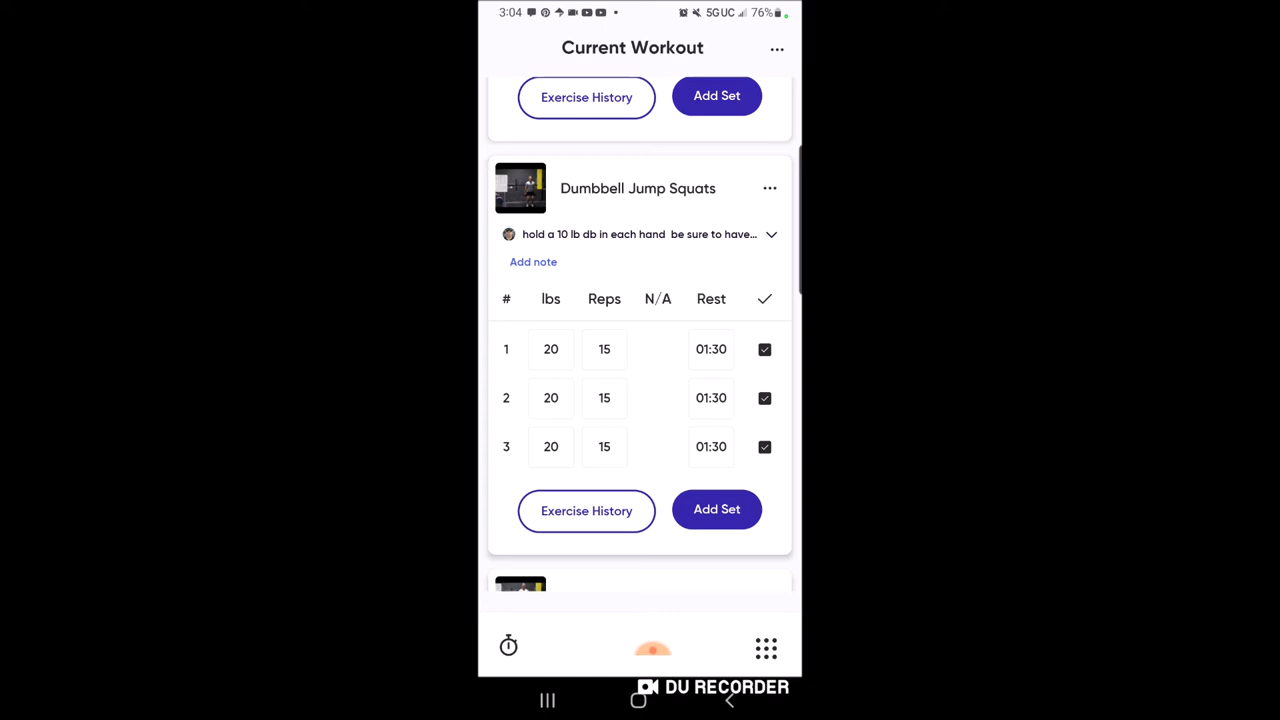 3:04 5GUC 76%
Current Workout
Exercise History Add Set
Dumbbell Jump Squats
hold a 10 lb db in each hand be sure to have...
Add note
# lbs Reps N/A Rest
1 20 15 01:30
2 20 15 01:30
3 20 15 01:30
Exercise History Add Set
DU RECORDER